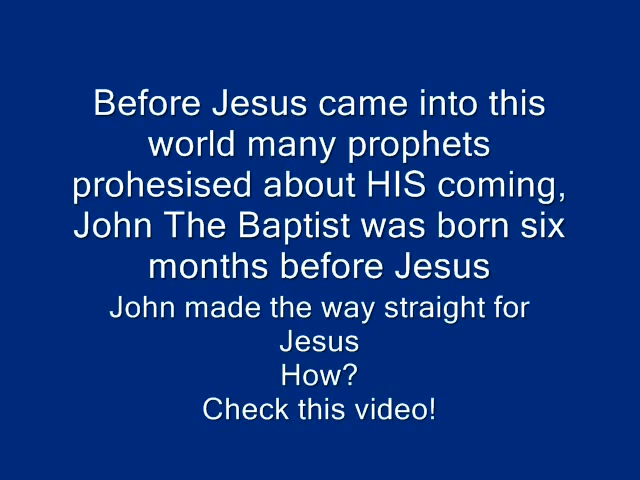 Before Jesus came into this
world many prophets
prohesised about HIS coming,
John The Baptist was born six
months before Jesus
John made the way straight for
Jesus
How?
Check this video!